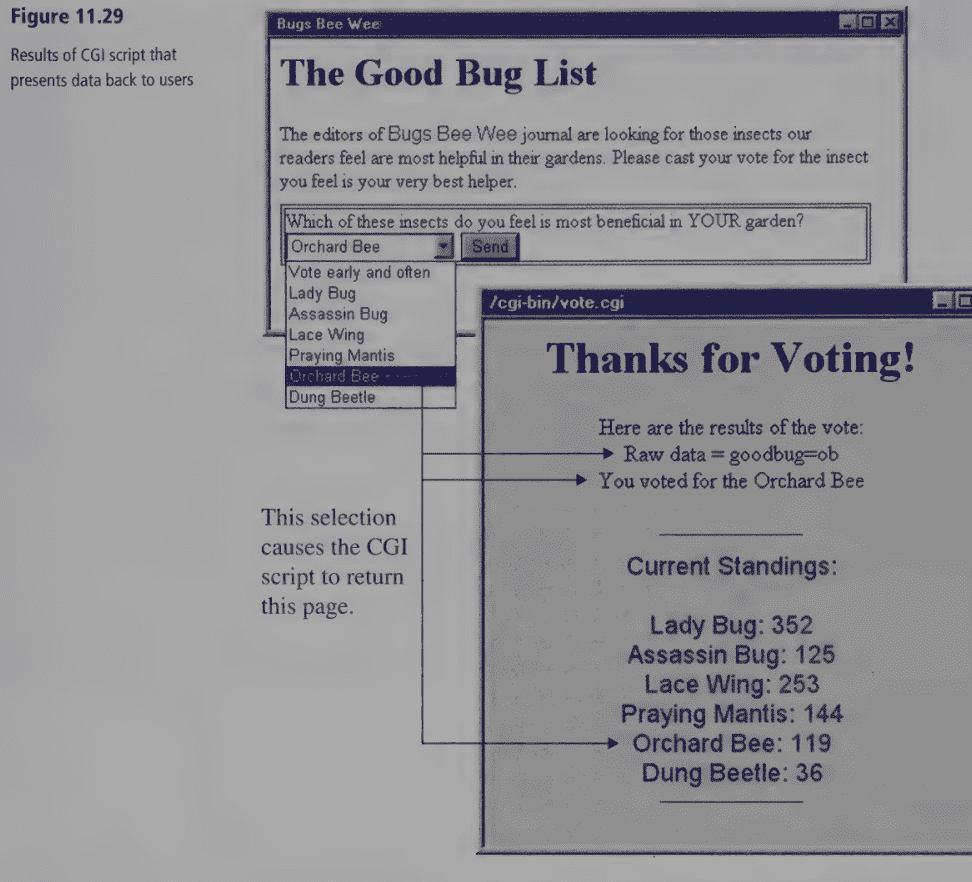 Figure 11.29
Results of CGI script that
presents data back to users
Bugs Bee Wee
The Good Bug List
The editors of Bugs Bee Wee journal are looking for those insects our
readers feel are most helpful in their gardens. Please cast your vote for the insect
you feel is your very best helper.
Which of these insects do you feel is most beneficial in YOUR garden?
Orchard Bee Send
Vote early and often
Lady Bug
Assassin Bug
Lace Wing
Praying Mantis
Orchard Bee
Dung Beetle
This selection
causes the CGI
script to return
this page.
/cgi-bin/vote.cgi
Thanks for Voting!
Here are the results of the vote:
Raw data = goodbug=ob
You voted for the Orchard Bee
Current Standings:
Lady Bug: 352
Assassin Bug: 125
Lace Wing: 253
Praying Mantis: 144
Orchard Bee: 119
Dung Beetle: 36